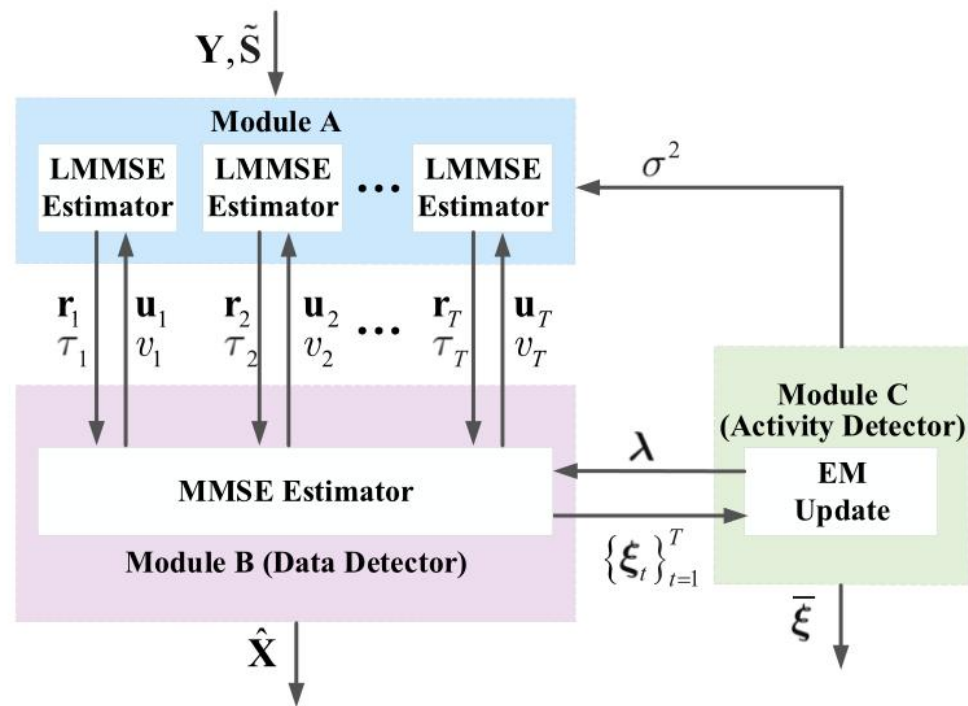 Y, S̃
Module A
LMMSE
Estimator
LMMSE
Estimator
...
LMMSE
Estimator
σ²
r₁
τ₁
u₁
v₁
r₂
τ₂
u₂
v₂
...
r_T
τ_T
u_T
v_T
Module C
(Activity Detector)
λ
EM
Update
MMSE Estimator
Module B (Data Detector)
{ξ_t}_{t=1}^T
ξ̄
X̂